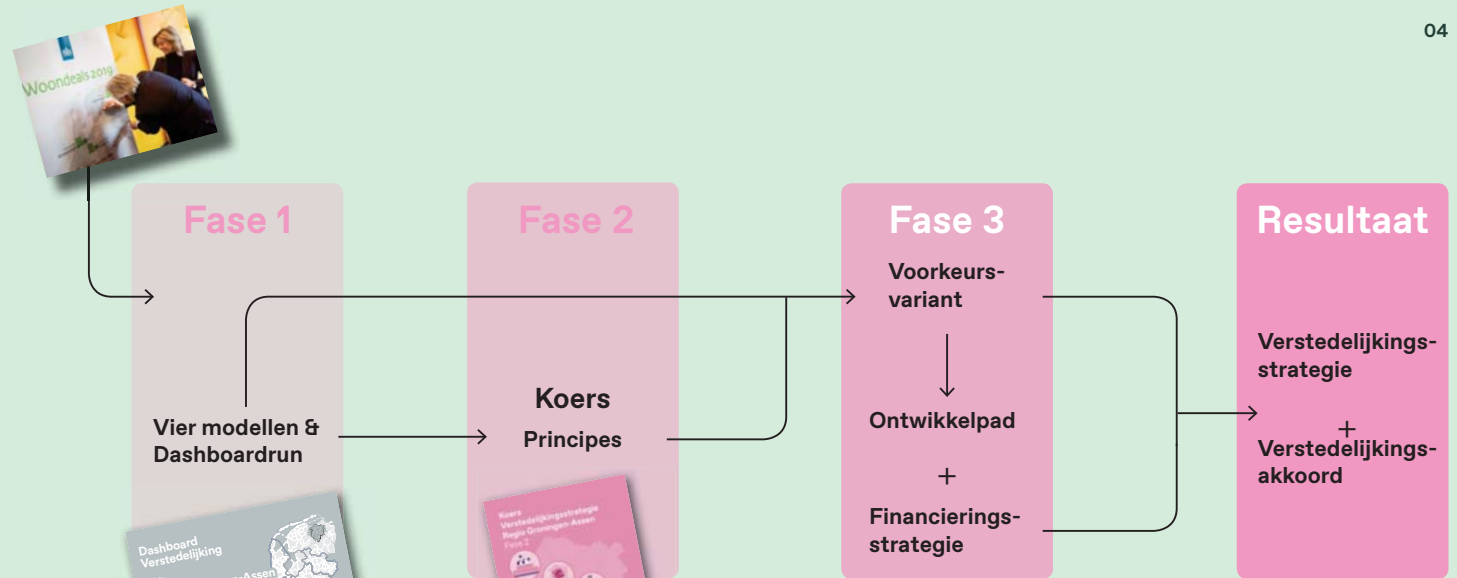 04
Woondeals 2019
Fase 1
Vier modellen &
Dashboardrun
Dashboard
Verstedelijking
Assen
Fase 2
Koers
Principes
Koers
Verstedelijkingsstrategie
Regio Groningen-Assen
Fase 2
Fase 3
Voorkeurs-
variant
Ontwikkelpad
+
Financierings-
strategie
Resultaat
Verstedelijkings-
strategie
+
Verstedelijkings-
akkoord